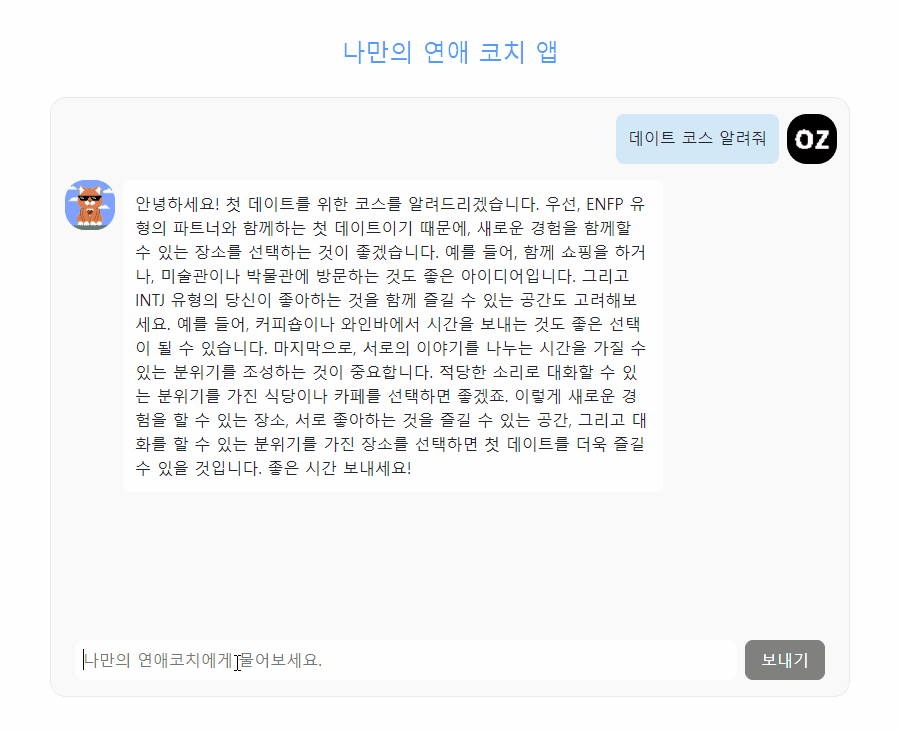 나만의 연애 코치 앱
데이트 코스 알려줘
OZ
안녕하세요! 첫 데이트를 위한 코스를 알려드리겠습니다. 우선, ENFP 유
형의 파트너와 함께하는 첫 데이트이기 때문에, 새로운 경험을 함께할
수 있는 장소를 선택하는 것이 좋겠습니다. 예를 들어, 함께 쇼핑을 하거
나, 미술관이나 박물관에 방문하는 것도 좋은 아이디어입니다. 그리고
INTJ 유형의 당신이 좋아하는 것을 함께 즐길 수 있는 공간도 고려해보
세요. 예를 들어, 커피숍이나 와인바에서 시간을 보내는 것도 좋은 선택
이 될 수 있습니다. 마지막으로, 서로의 이야기를 나누는 시간을 가질 수
있는 분위기를 조성하는 것이 중요합니다. 적당한 소리로 대화할 수 있
는 분위기를 가진 식당이나 카페를 선택하면 좋겠죠. 이렇게 새로운 경
험을 할 수 있는 장소, 서로 좋아하는 것을 즐길 수 있는 공간, 그리고 대
화를 할 수 있는 분위기를 가진 장소를 선택하면 첫 데이트를 더욱 즐길
수 있을 것입니다. 좋은 시간 보내세요!
나만의 연애코치에게 물어보세요.
보내기